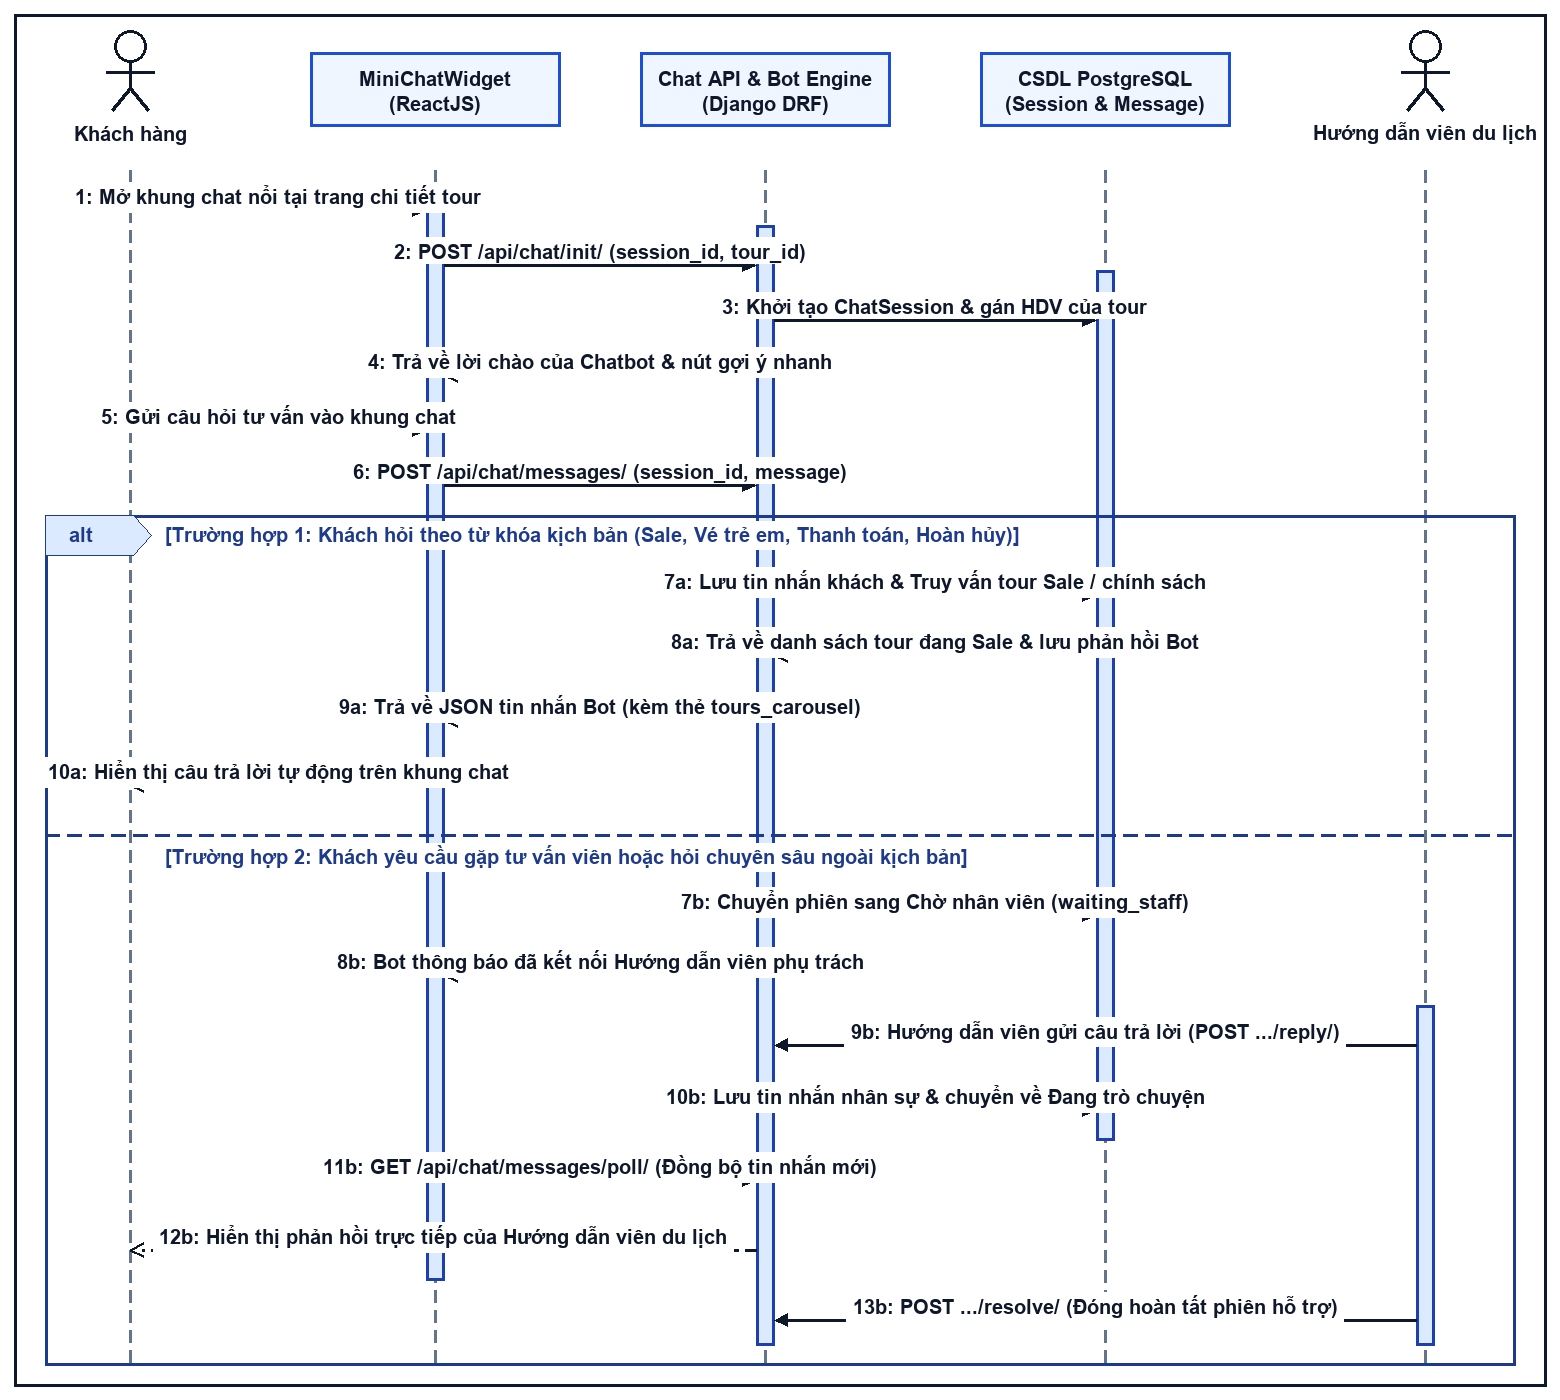 Khách hàng
MiniChatWidget
(ReactJS)
Chat API & Bot Engine
(Django DRF)
CSDL PostgreSQL
(Session & Message)
Hướng dẫn viên du lịch
1: Mở khung chat nổi tại trang chi tiết tour
2: POST /api/chat/init/ (session_id, tour_id)
3: Khởi tạo ChatSession & gán HDV của tour
4: Trả về lời chào của Chatbot & nút gợi ý nhanh
5: Gửi câu hỏi tư vấn vào khung chat
6: POST /api/chat/messages/ (session_id, message)
alt
[Trường hợp 1: Khách hỏi theo từ khóa kịch bản (Sale, Vé trẻ em, Thanh toán, Hoàn hủy)]
7a: Lưu tin nhắn khách & Truy vấn tour Sale / chính sách
8a: Trả về danh sách tour đang Sale & lưu phản hồi Bot
9a: Trả về JSON tin nhắn Bot (kèm thẻ tours_carousel)
10a: Hiển thị câu trả lời tự động trên khung chat
[Trường hợp 2: Khách yêu cầu gặp tư vấn viên hoặc hỏi chuyên sâu ngoài kịch bản]
7b: Chuyển phiên sang Chờ nhân viên (waiting_staff)
8b: Bot thông báo đã kết nối Hướng dẫn viên phụ trách
9b: Hướng dẫn viên gửi câu trả lời (POST .../reply/)
10b: Lưu tin nhắn nhân sự & chuyển về Đang trò chuyện
11b: GET /api/chat/messages/poll/ (Đồng bộ tin nhắn mới)
12b: Hiển thị phản hồi trực tiếp của Hướng dẫn viên du lịch
13b: POST .../resolve/ (Đóng hoàn tất phiên hỗ trợ)